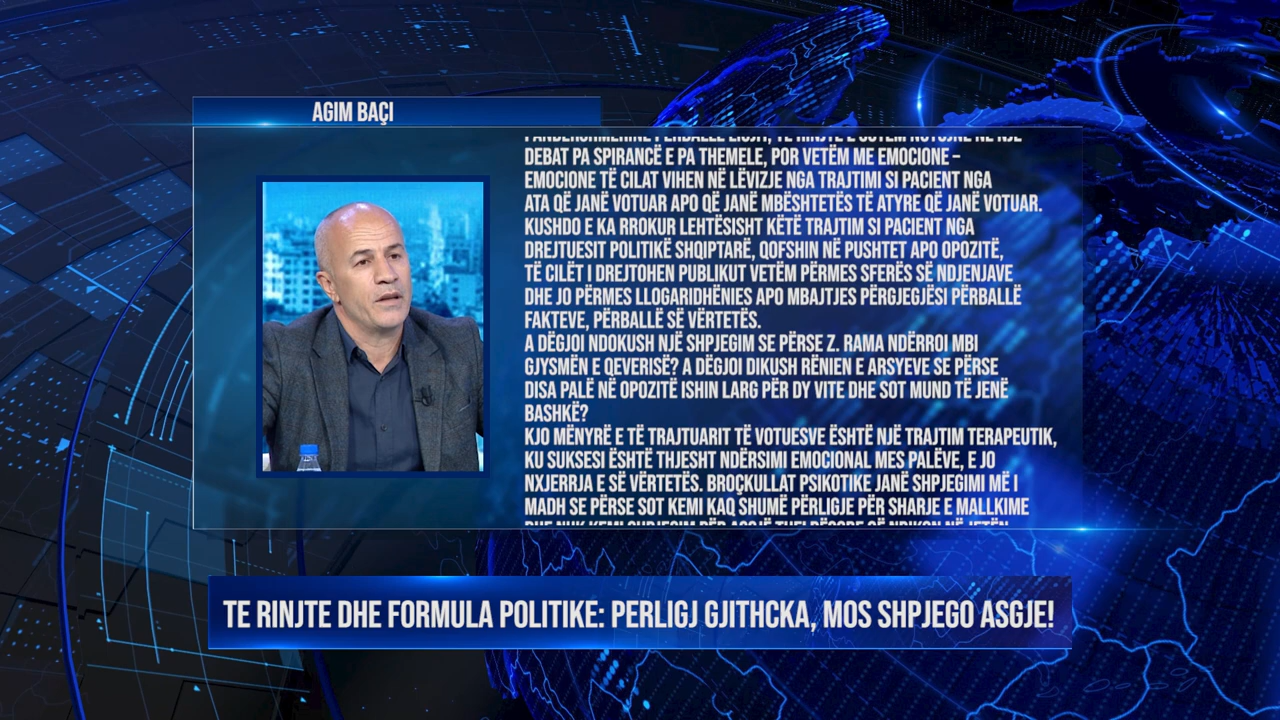 AGIM BAÇI
DEBAT PA SPIRANCË E PA THEMELE, POR VETËM ME EMOCIONE –
EMOCIONE TË CILAT VIHEN NË LËVIZJE NGA TRAJTIMI SI PACIENT NGA
ATA QË JANË VOTUAR APO QË JANË MBËSHTETËS TË ATYRE QË JANË VOTUAR.
KUSHDO E KA RROKUR LEHTËSISHT KËTË TRAJTIM SI PACIENT NGA
DREJTUESIT POLITIKË SHQIPTARË, QOFSHIN NË PUSHTET APO OPOZITË,
TË CILËT I DREJTOHEN PUBLIKUT VETËM PËRMES SFERËS SË NDJENJAVE
DHE JO PËRMES LLOGARIDHËNIES APO MBAJTJES PËRGJEGJËSI PËRBALLË
FAKTEVE, PËRBALLË SË VËRTETËS.
A DËGJOI NDOKUSH NJË SHPJEGIM SE PËRSE Z. RAMA NDËRROI MBI
GJYSMËN E QEVERISË? A DËGJOI DIKUSH RËNIEN E ARSYEVE SE PËRSE
DISA PALË NË OPOZITË ISHIN LARG PËR DY VITE DHE SOT MUND TË JENË
BASHKË?
KJO MËNYRË E TË TRAJTUARIT TË VOTUESVE ËSHTË NJË TRAJTIM TERAPEUTIK,
KU SUKSESI ËSHTË THJESHT NDËRSIMI EMOCIONAL MES PALËVE, E JO
NXJERRJA E SË VËRTETËS. BROÇKULLAT PSIKOTIKE JANË SHPJEGIMI MË I
MADH SE PËRSE SOT KEMI KAQ SHUMË PËRLIGJE PËR SHARJE E MALLKIME
TE RINJTE DHE FORMULA POLITIKE: PERLIGJ GJITHCKA, MOS SHPJEGO ASGJE!